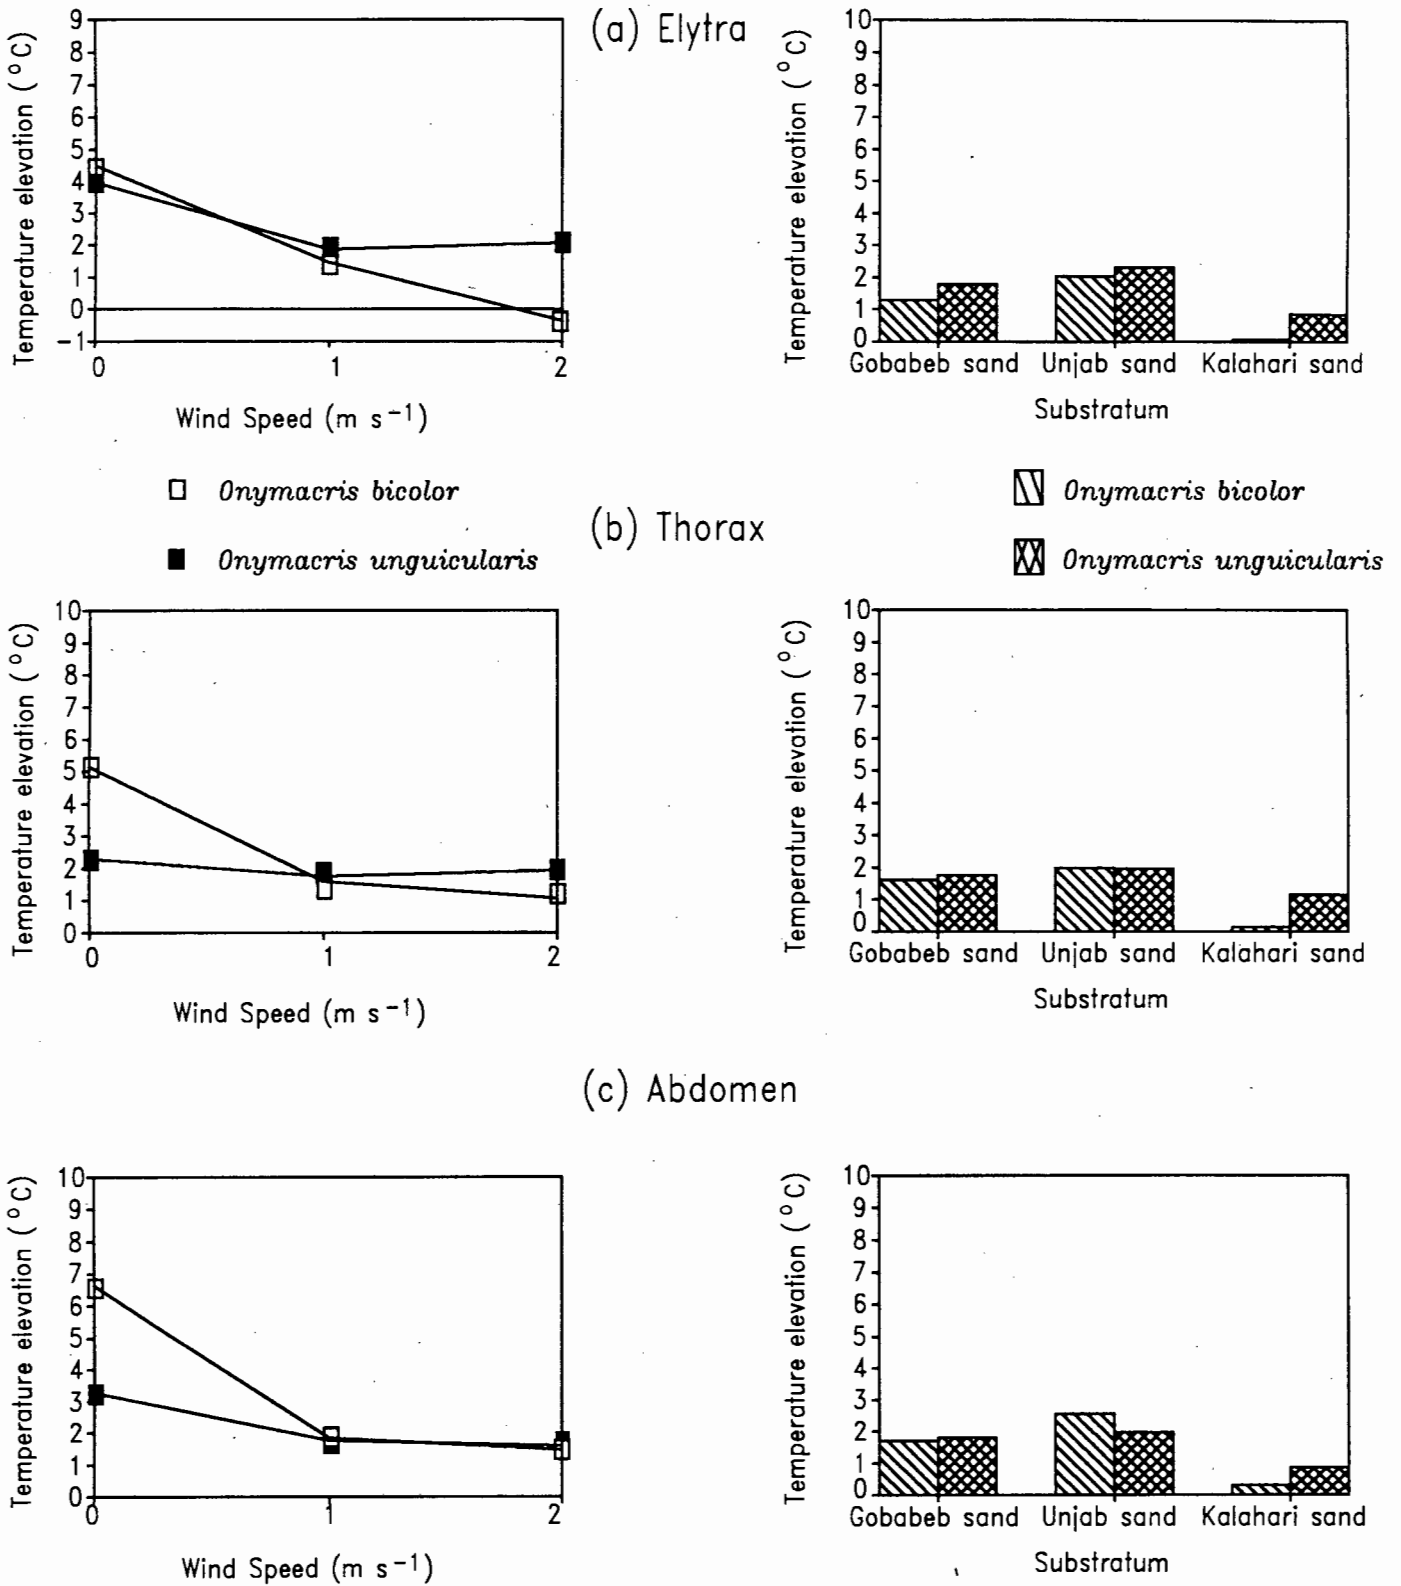 (a) Elytra
Temperature elevation (°C)
9
8
7
6
5
4
3
2
1
0
−1
0 1 2
Wind Speed (m s⁻¹)
Temperature elevation (°C)
10
9
8
7
6
5
4
3
2
1
0
Gobabeb sand Unjab sand Kalahari sand
Substratum
Onymacris bicolor
Onymacris unguicularis
Onymacris bicolor
Onymacris unguicularis
(b) Thorax
Temperature elevation (°C)
10
9
8
7
6
5
4
3
2
1
0
0 1 2
Wind Speed (m s⁻¹)
Temperature elevation (°C)
10
9
8
7
6
5
4
3
2
1
0
Gobabeb sand Unjab sand Kalahari sand
Substratum
(c) Abdomen
Temperature elevation (°C)
10
9
8
7
6
5
4
3
2
1
0
0 1 2
Wind Speed (m s⁻¹)
Temperature elevation (°C)
10
9
8
7
6
5
4
3
2
1
0
Gobabeb sand Unjab sand Kalahari sand
Substratum